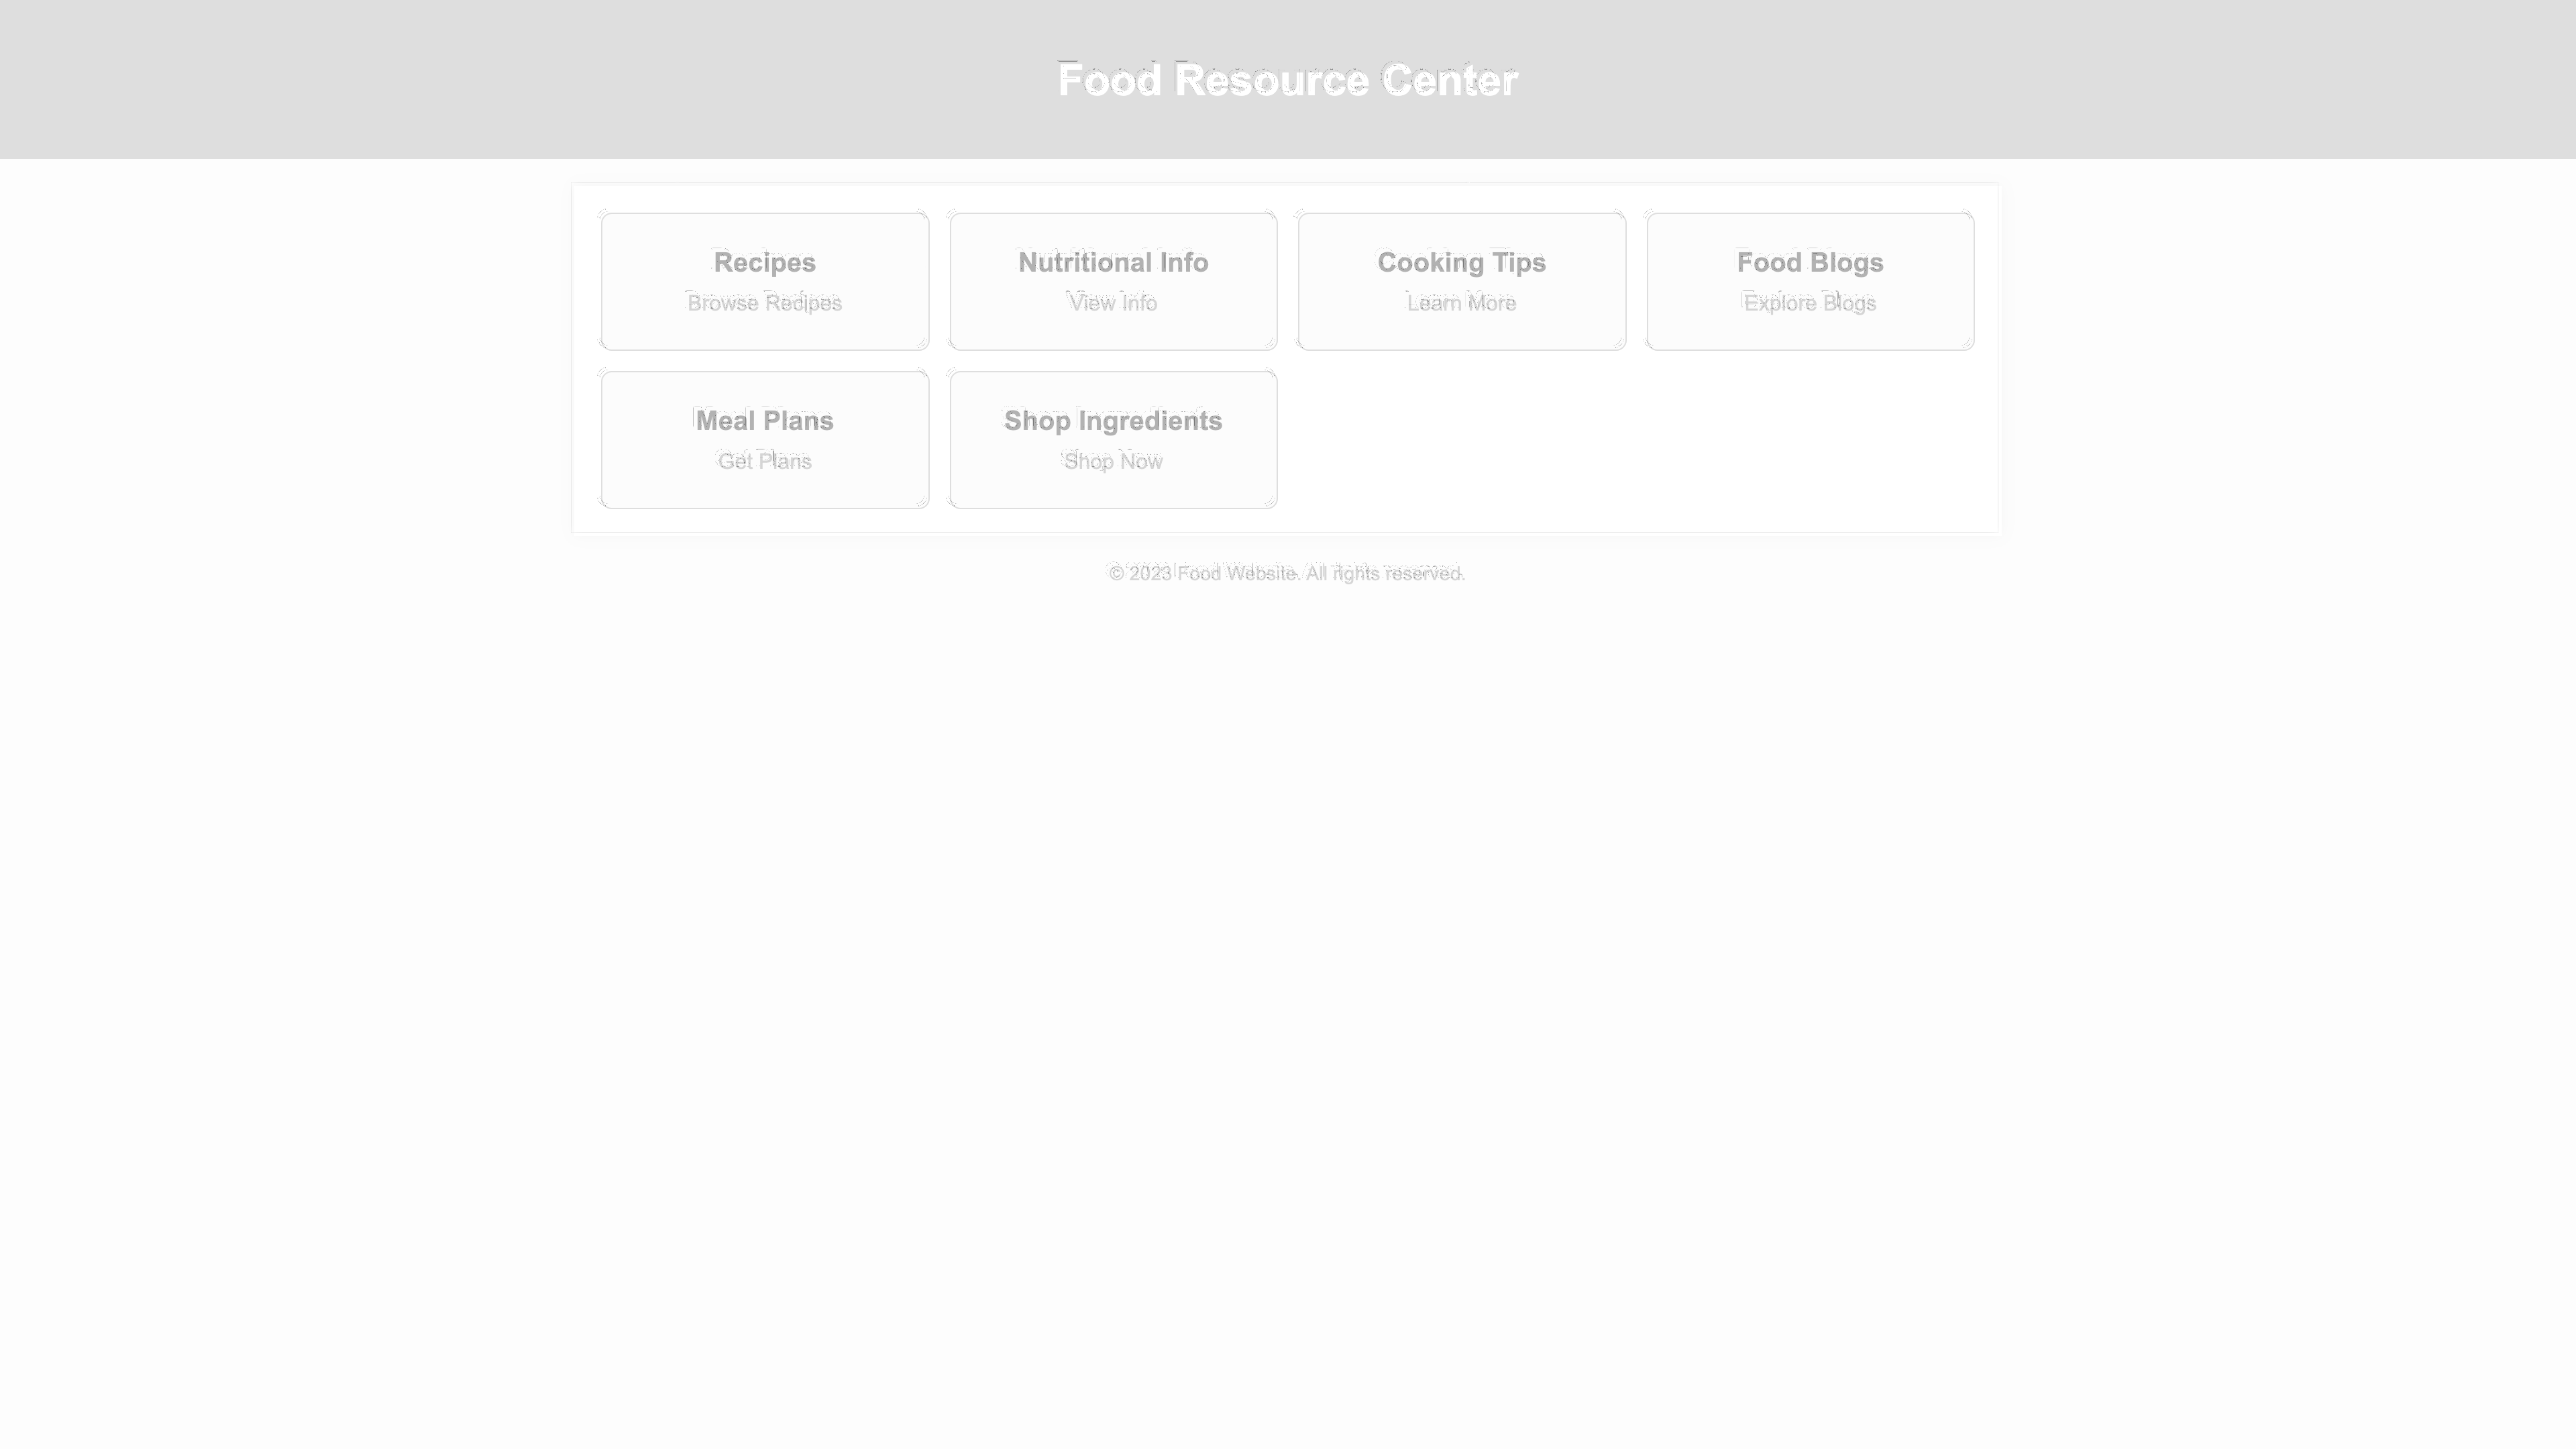 Food Resource Center
Recipes
Browse Recipes
Nutritional Info
View Info
Cooking Tips
Learn More
Food Blogs
Explore Blogs
Meal Plans
Get Plans
Shop Ingredients
Shop Now
© 2023 Food Website. All rights reserved.